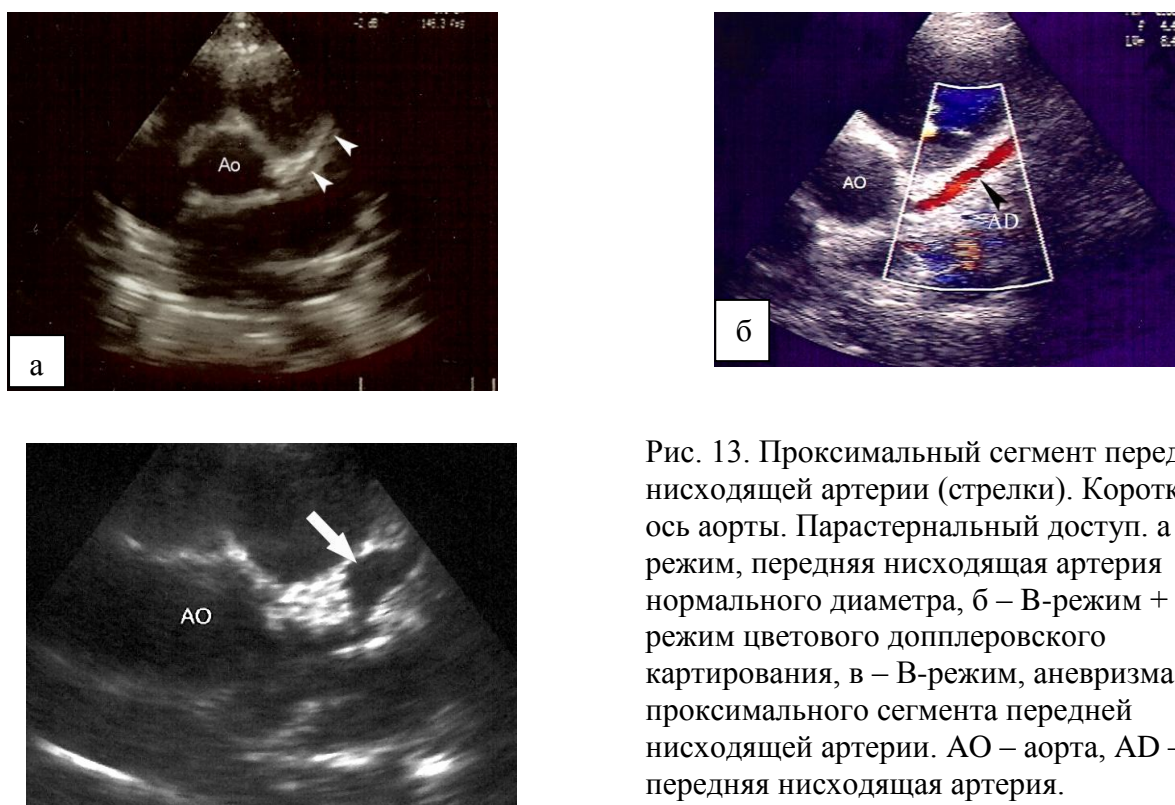 Ao
а
AO
AD
б
AO
Рис. 13. Проксимальный сегмент перед
нисходящей артерии (стрелки). Коротк
ось аорты. Парастернальный доступ. а
режим, передняя нисходящая артерия
нормального диаметра, б – В-режим +
режим цветового допплеровского
картирования, в – В-режим, аневризма
проксимального сегмента передней
нисходящей артерии. АО – аорта, AD –
передняя нисходящая артерия.